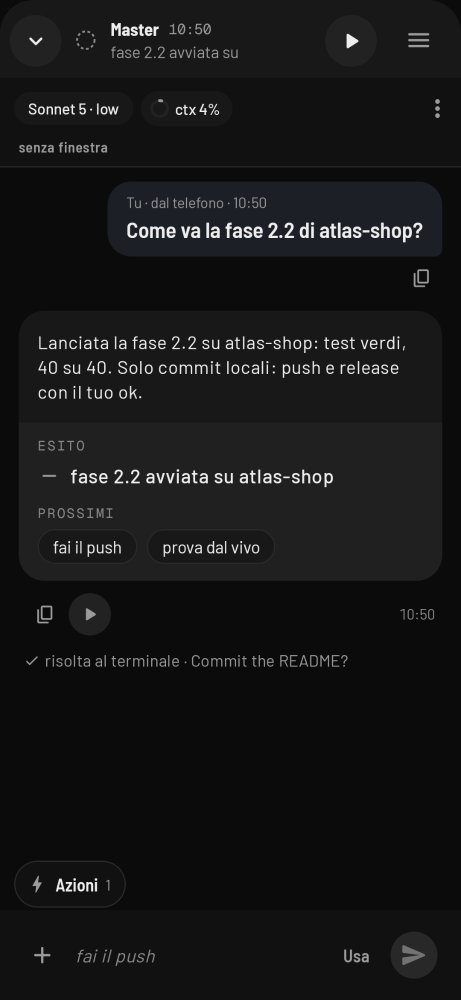 Master 10:50
fase 2.2 avviata su
Sonnet 5 · low
ctx 4%
senza finestra
Tu · dal telefono · 10:50
Come va la fase 2.2 di atlas-shop?
Lanciata la fase 2.2 su atlas-shop: test verdi,
40 su 40. Solo commit locali: push e release
con il tuo ok.
ESITO
— fase 2.2 avviata su atlas-shop
PROSSIMI
fai il push
prova dal vivo
10:50
✓ risolta al terminale · Commit the README?
Azioni 1
fai il push
Usa